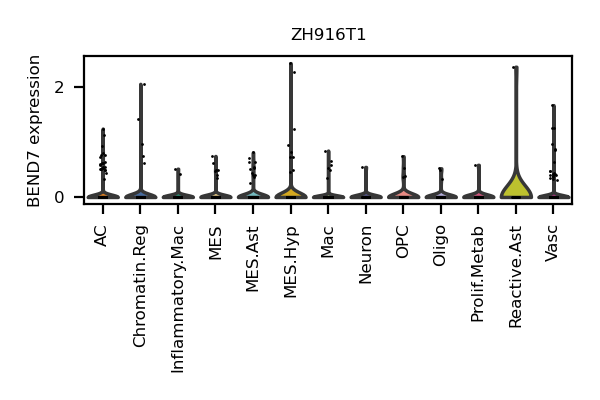 ZH916T1
BEND7 expression
2
0
AC
Chromatin.Reg
Inflammatory.Mac
MES
MES.Ast
MES.Hyp
Mac
Neuron
OPC
Oligo
Prolif.Metab
Reactive.Ast
Vasc